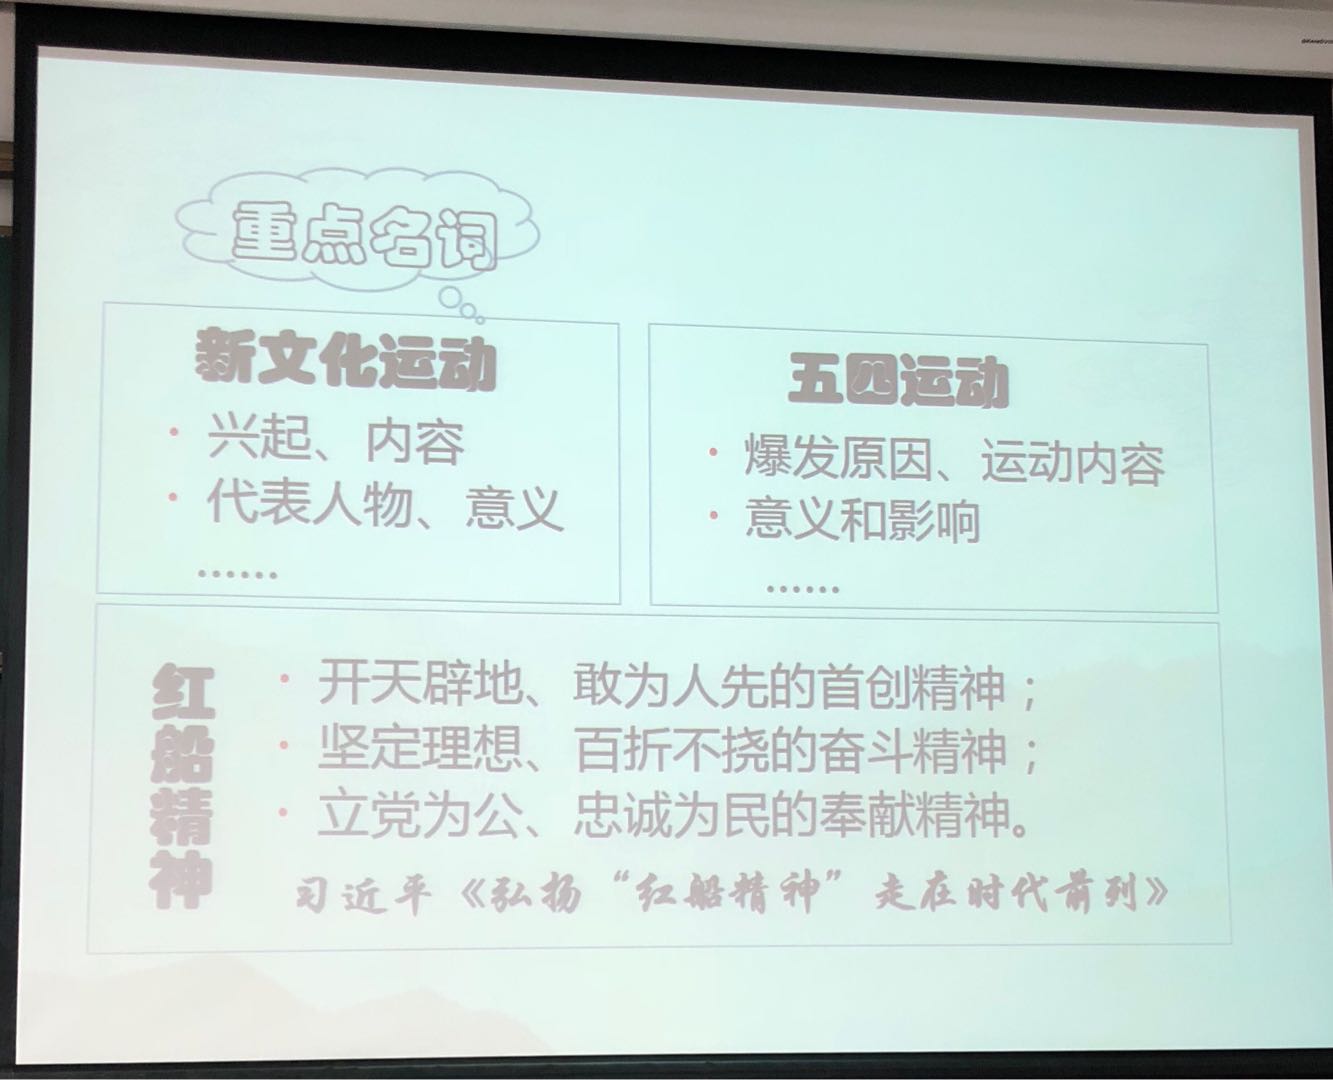 重点名词
新文化运动
• 兴起、内容
• 代表人物、意义
……
五四运动
• 爆发原因、运动内容
• 意义和影响
……
红船精神
• 开天辟地、敢为人先的首创精神；
• 坚定理想、百折不挠的奋斗精神；
• 立党为公、忠诚为民的奉献精神。
习近平《弘扬“红船精神”走在时代前列》